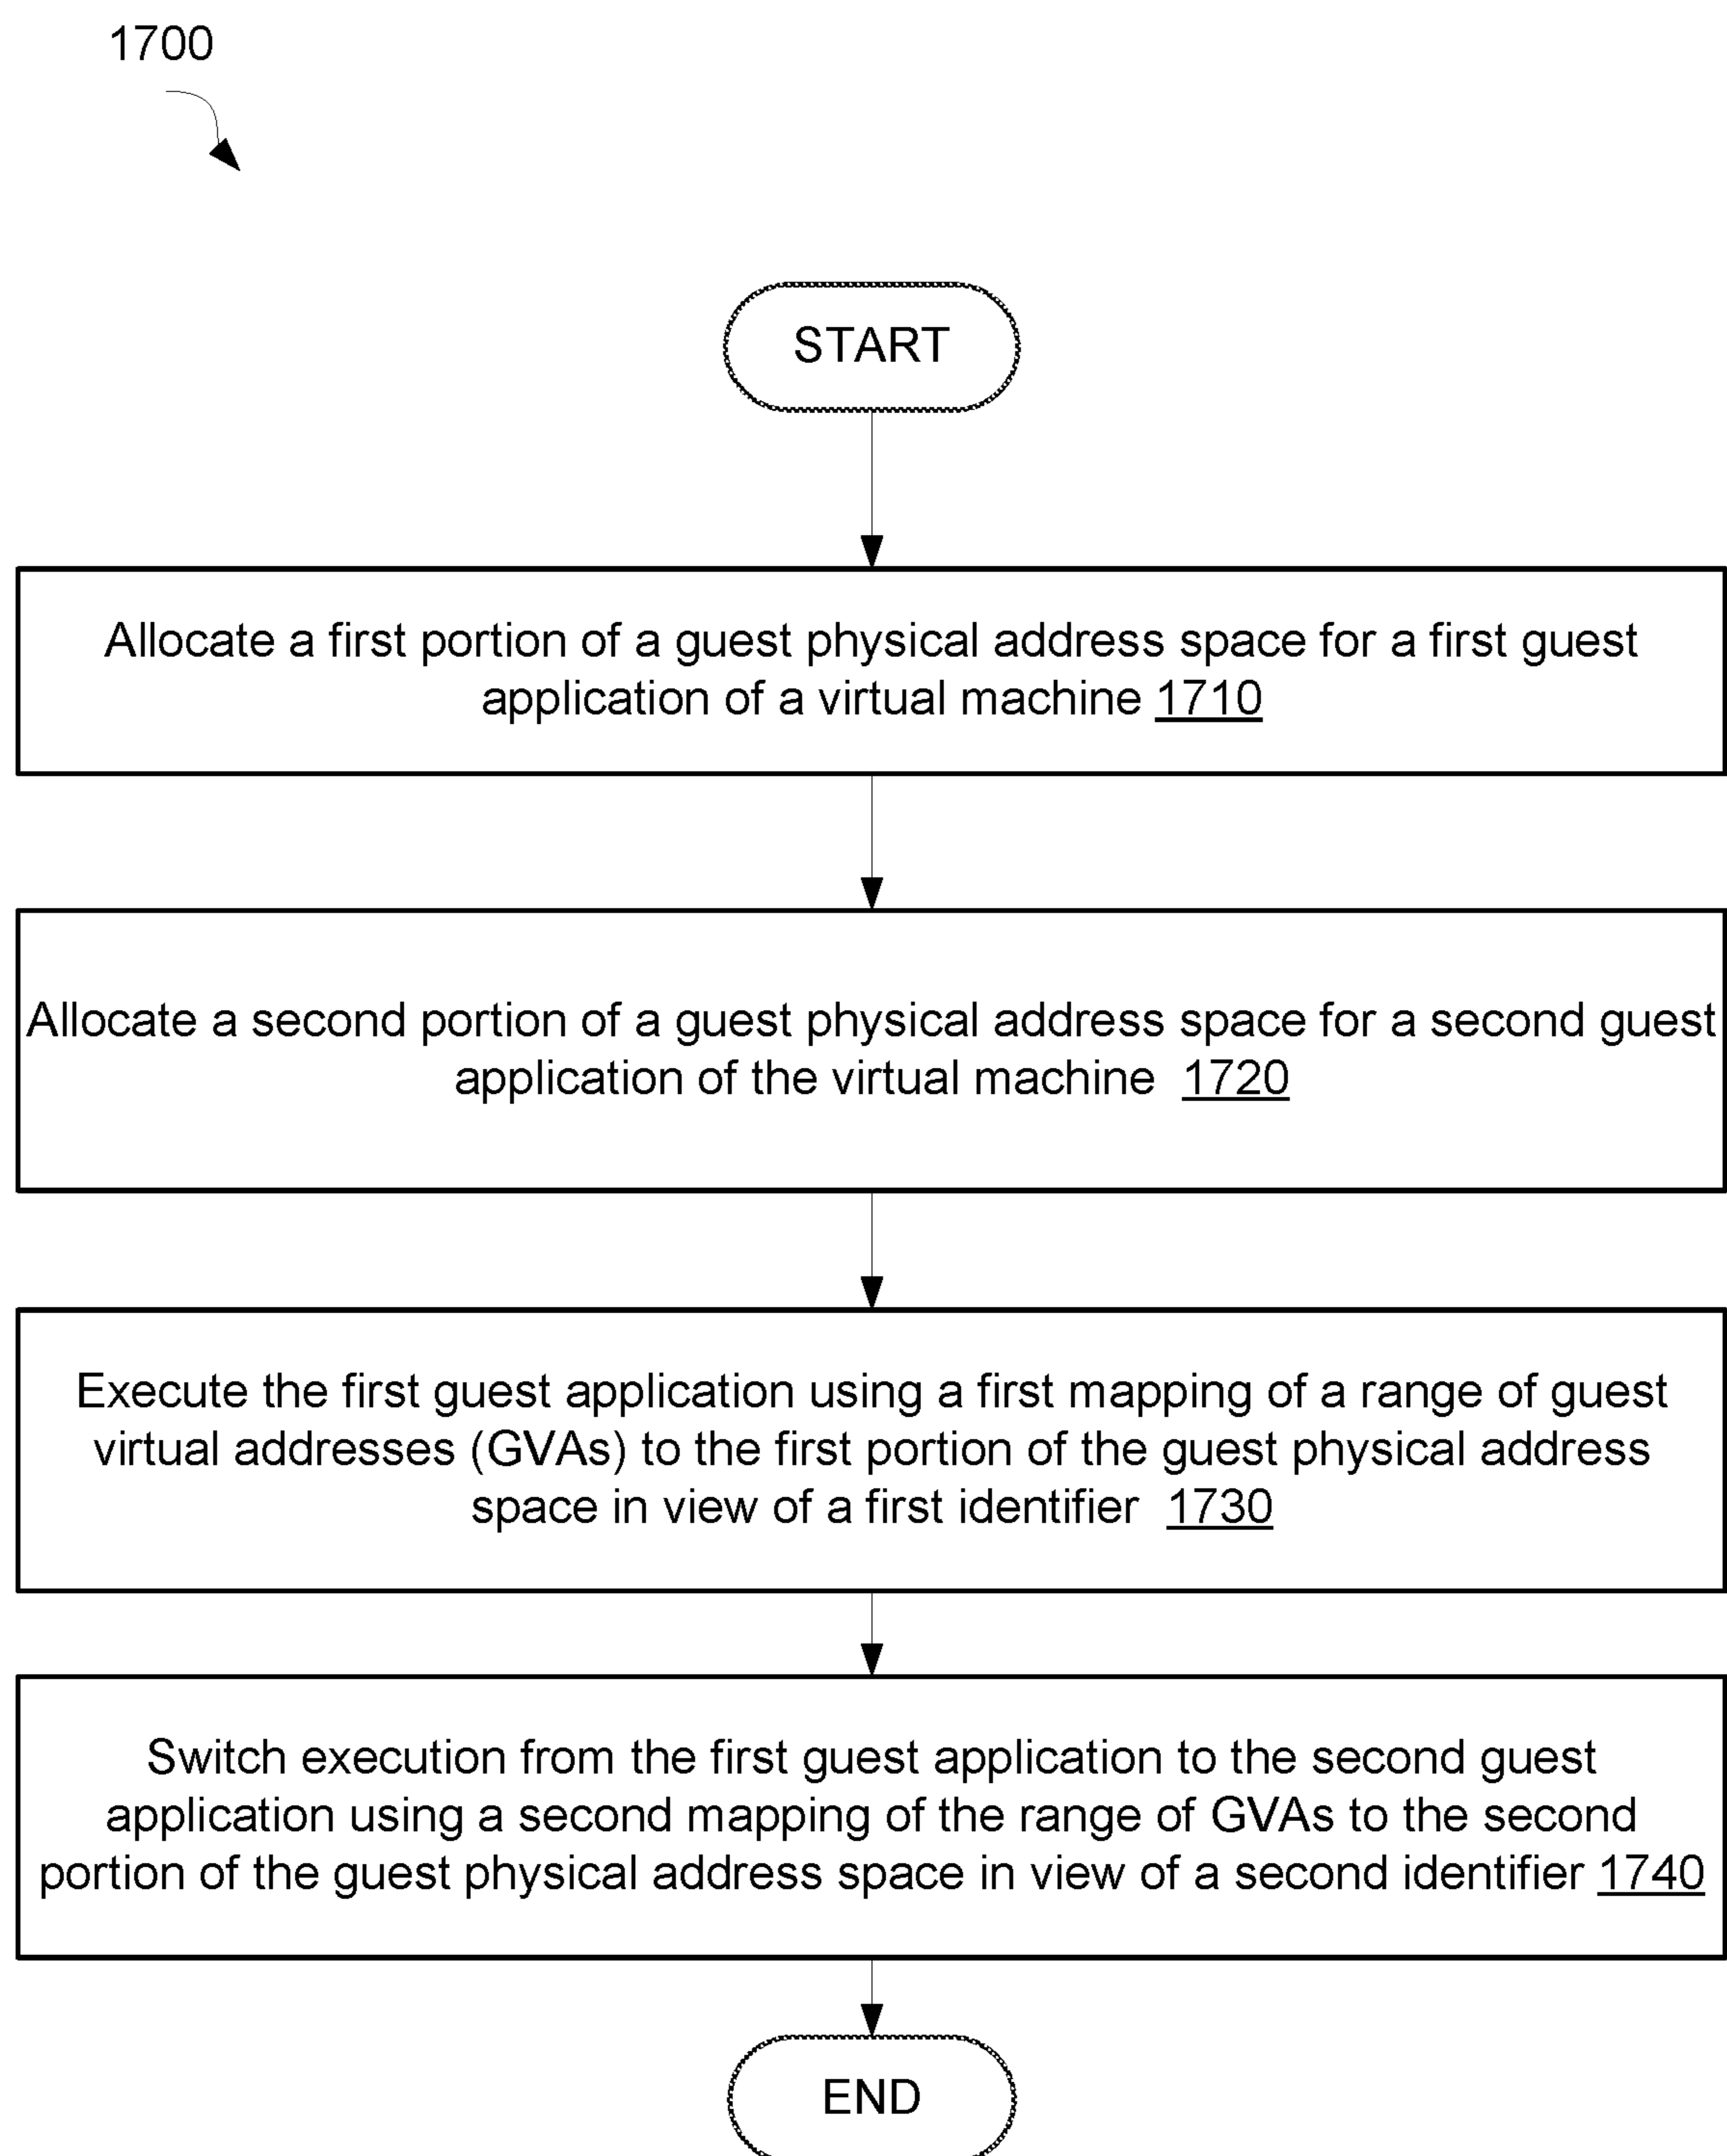 1700
START
Allocate a first portion of a guest physical address space for a first guest
application of a virtual machine 1710
Allocate a second portion of a guest physical address space for a second guest
application of the virtual machine 1720
Execute the first guest application using a first mapping of a range of guest
virtual addresses (GVAs) to the first portion of the guest physical address
space in view of a first identifier 1730
Switch execution from the first guest application to the second guest
application using a second mapping of the range of GVAs to the second
portion of the guest physical address space in view of a second identifier 1740
END